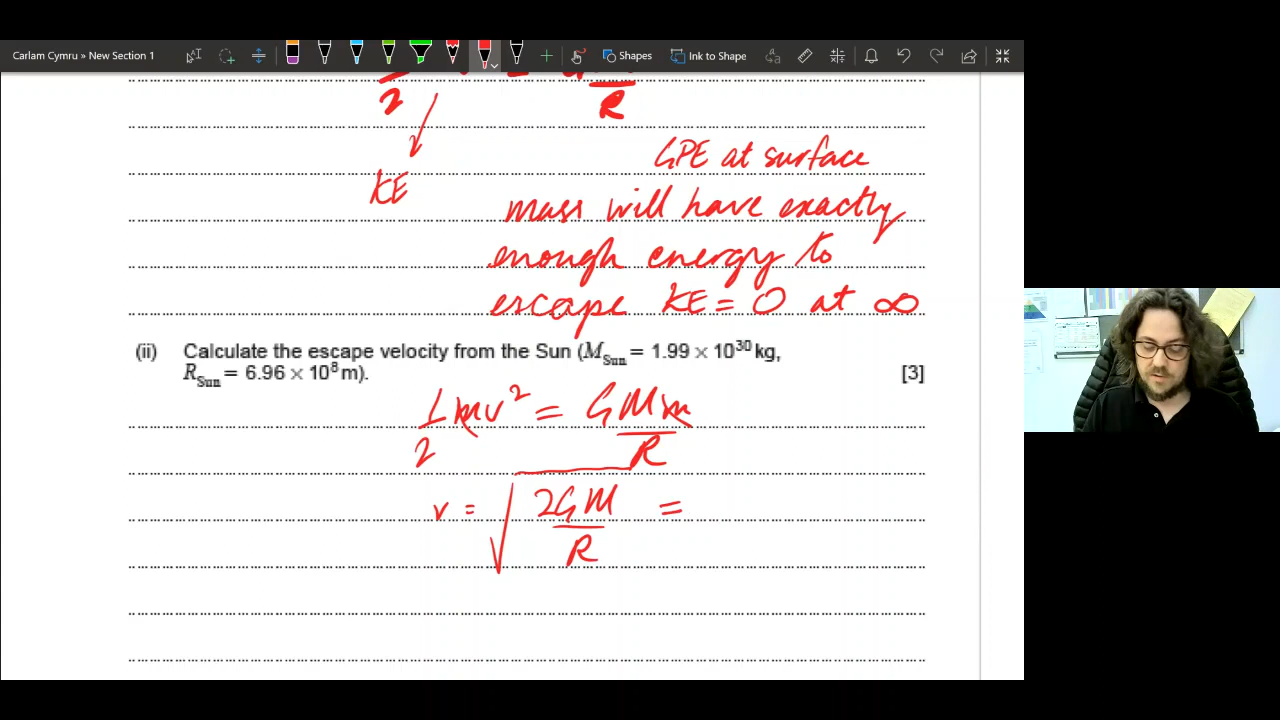 Carlam Cymru » New Section 1
Shapes
Ink to Shape
2
R
KE
GPE at surface
mass will have exactly
enough energy to
escape KE = 0 at ∞
(ii) Calculate the escape velocity from the Sun (M_Sun = 1.99 × 10³⁰ kg,
R_Sun = 6.96 × 10⁸ m). [3]
1/2 mv² = GMm/R
v = √(2GM/R) =